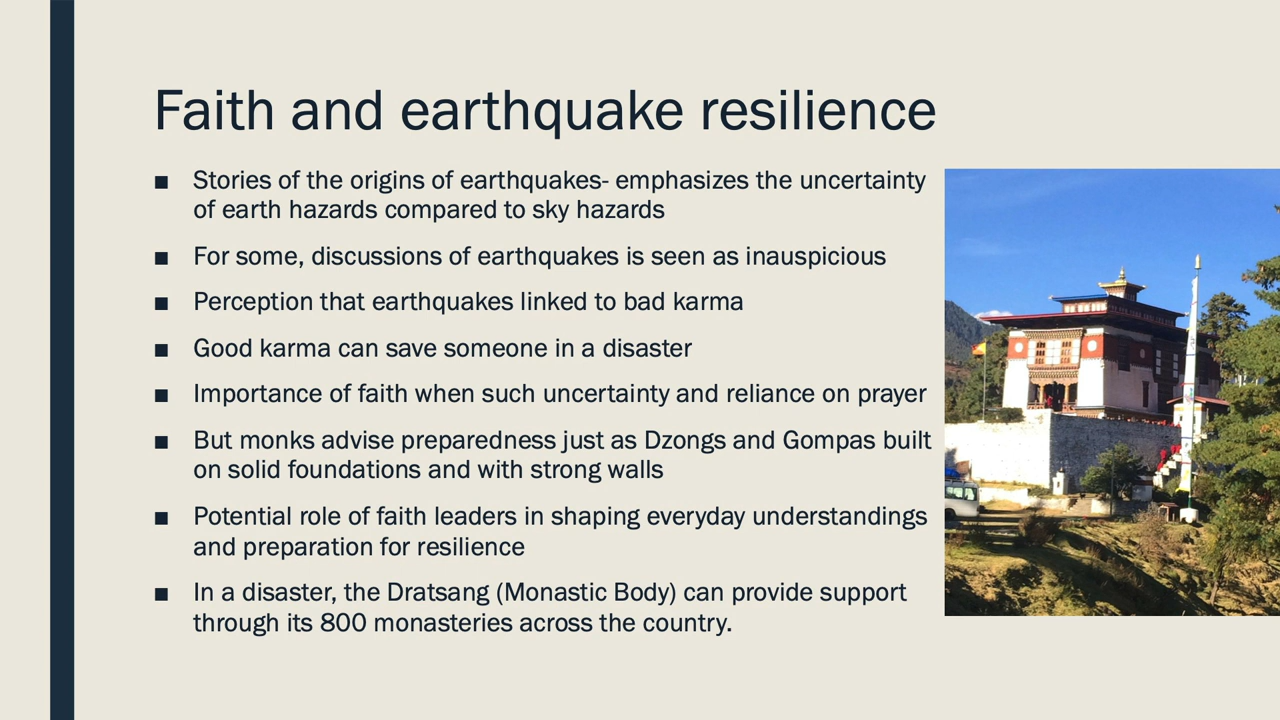 Faith and earthquake resilience
■ Stories of the origins of earthquakes- emphasizes the uncertainty
of earth hazards compared to sky hazards
■ For some, discussions of earthquakes is seen as inauspicious
■ Perception that earthquakes linked to bad karma
■ Good karma can save someone in a disaster
■ Importance of faith when such uncertainty and reliance on prayer
■ But monks advise preparedness just as Dzongs and Gompas built
on solid foundations and with strong walls
■ Potential role of faith leaders in shaping everyday understandings
and preparation for resilience
■ In a disaster, the Dratsang (Monastic Body) can provide support
through its 800 monasteries across the country.